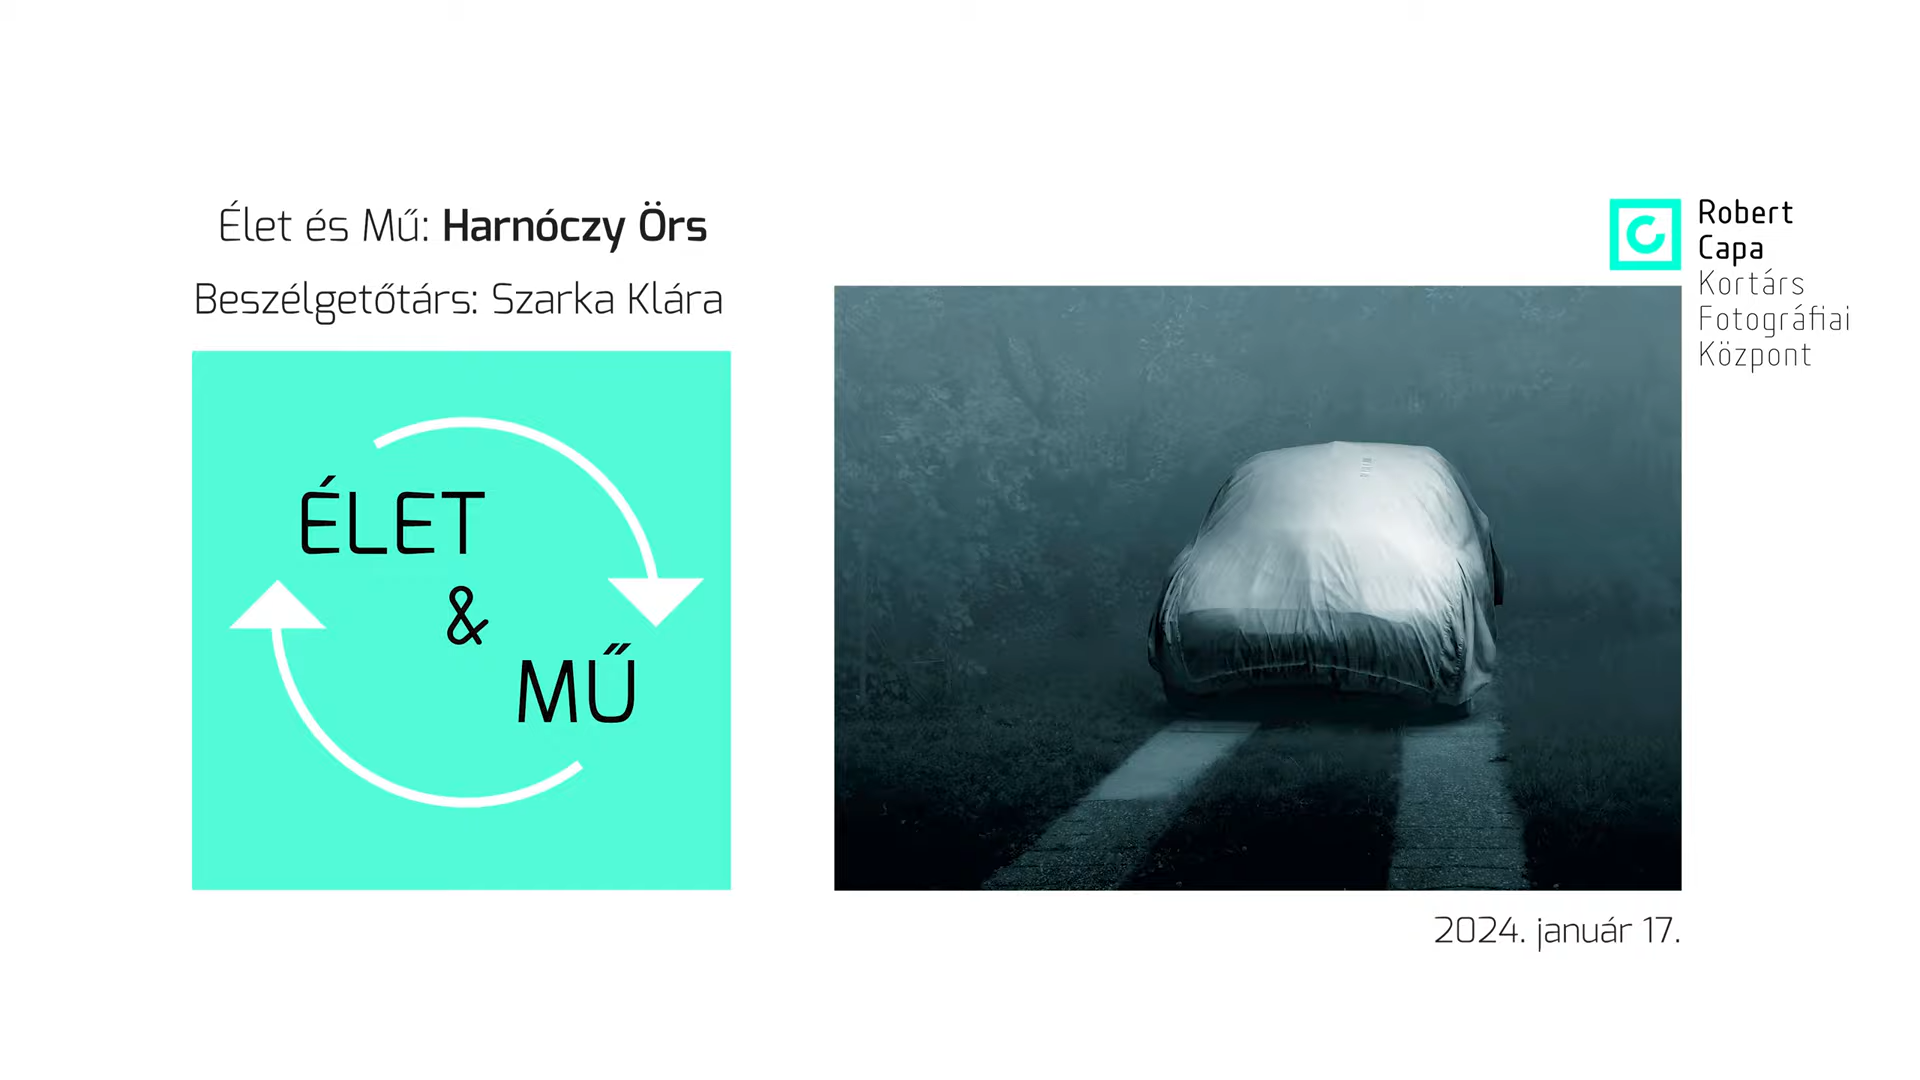 Élet és Mű: Harnóczy Örs
Beszélgetőtárs: Szarka Klára
ÉLET
&
MŰ
Robert
Capa
Kortárs
Fotográfiai
Központ
2024. január 17.